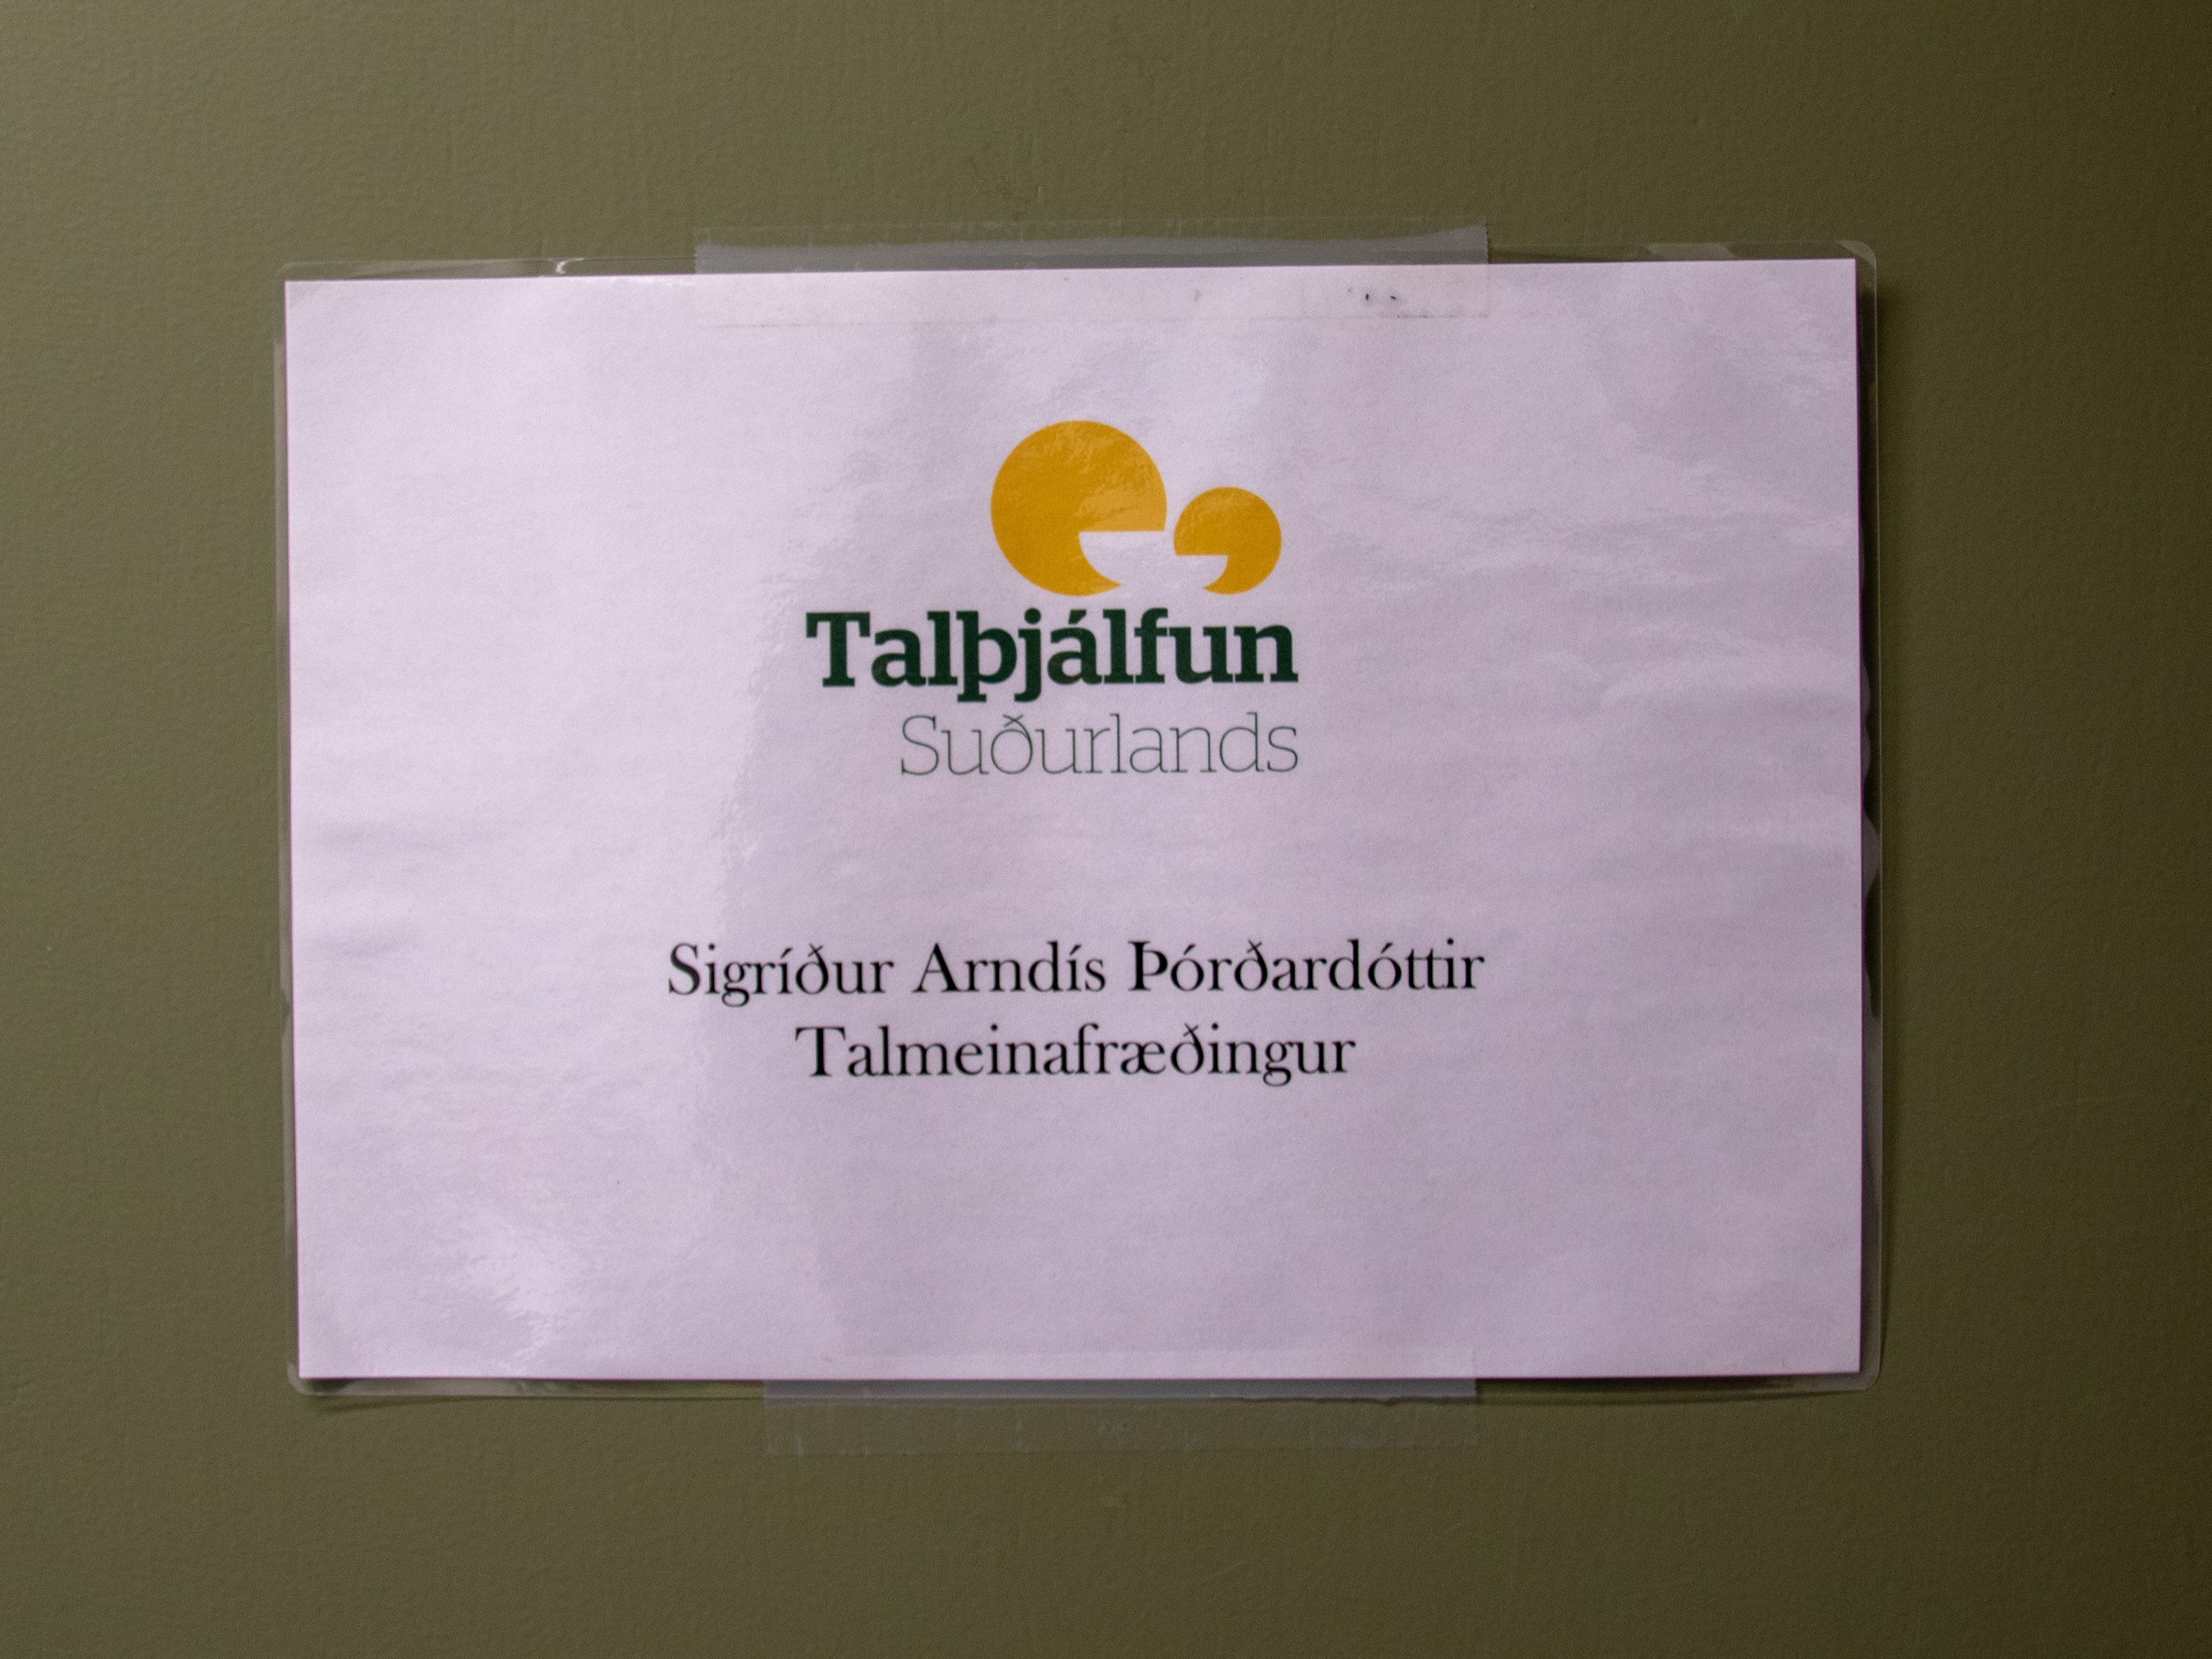 Talþjálfun
Suðurlands
Sigríður Arndís Þórðardóttir
Talmeinafræðingur